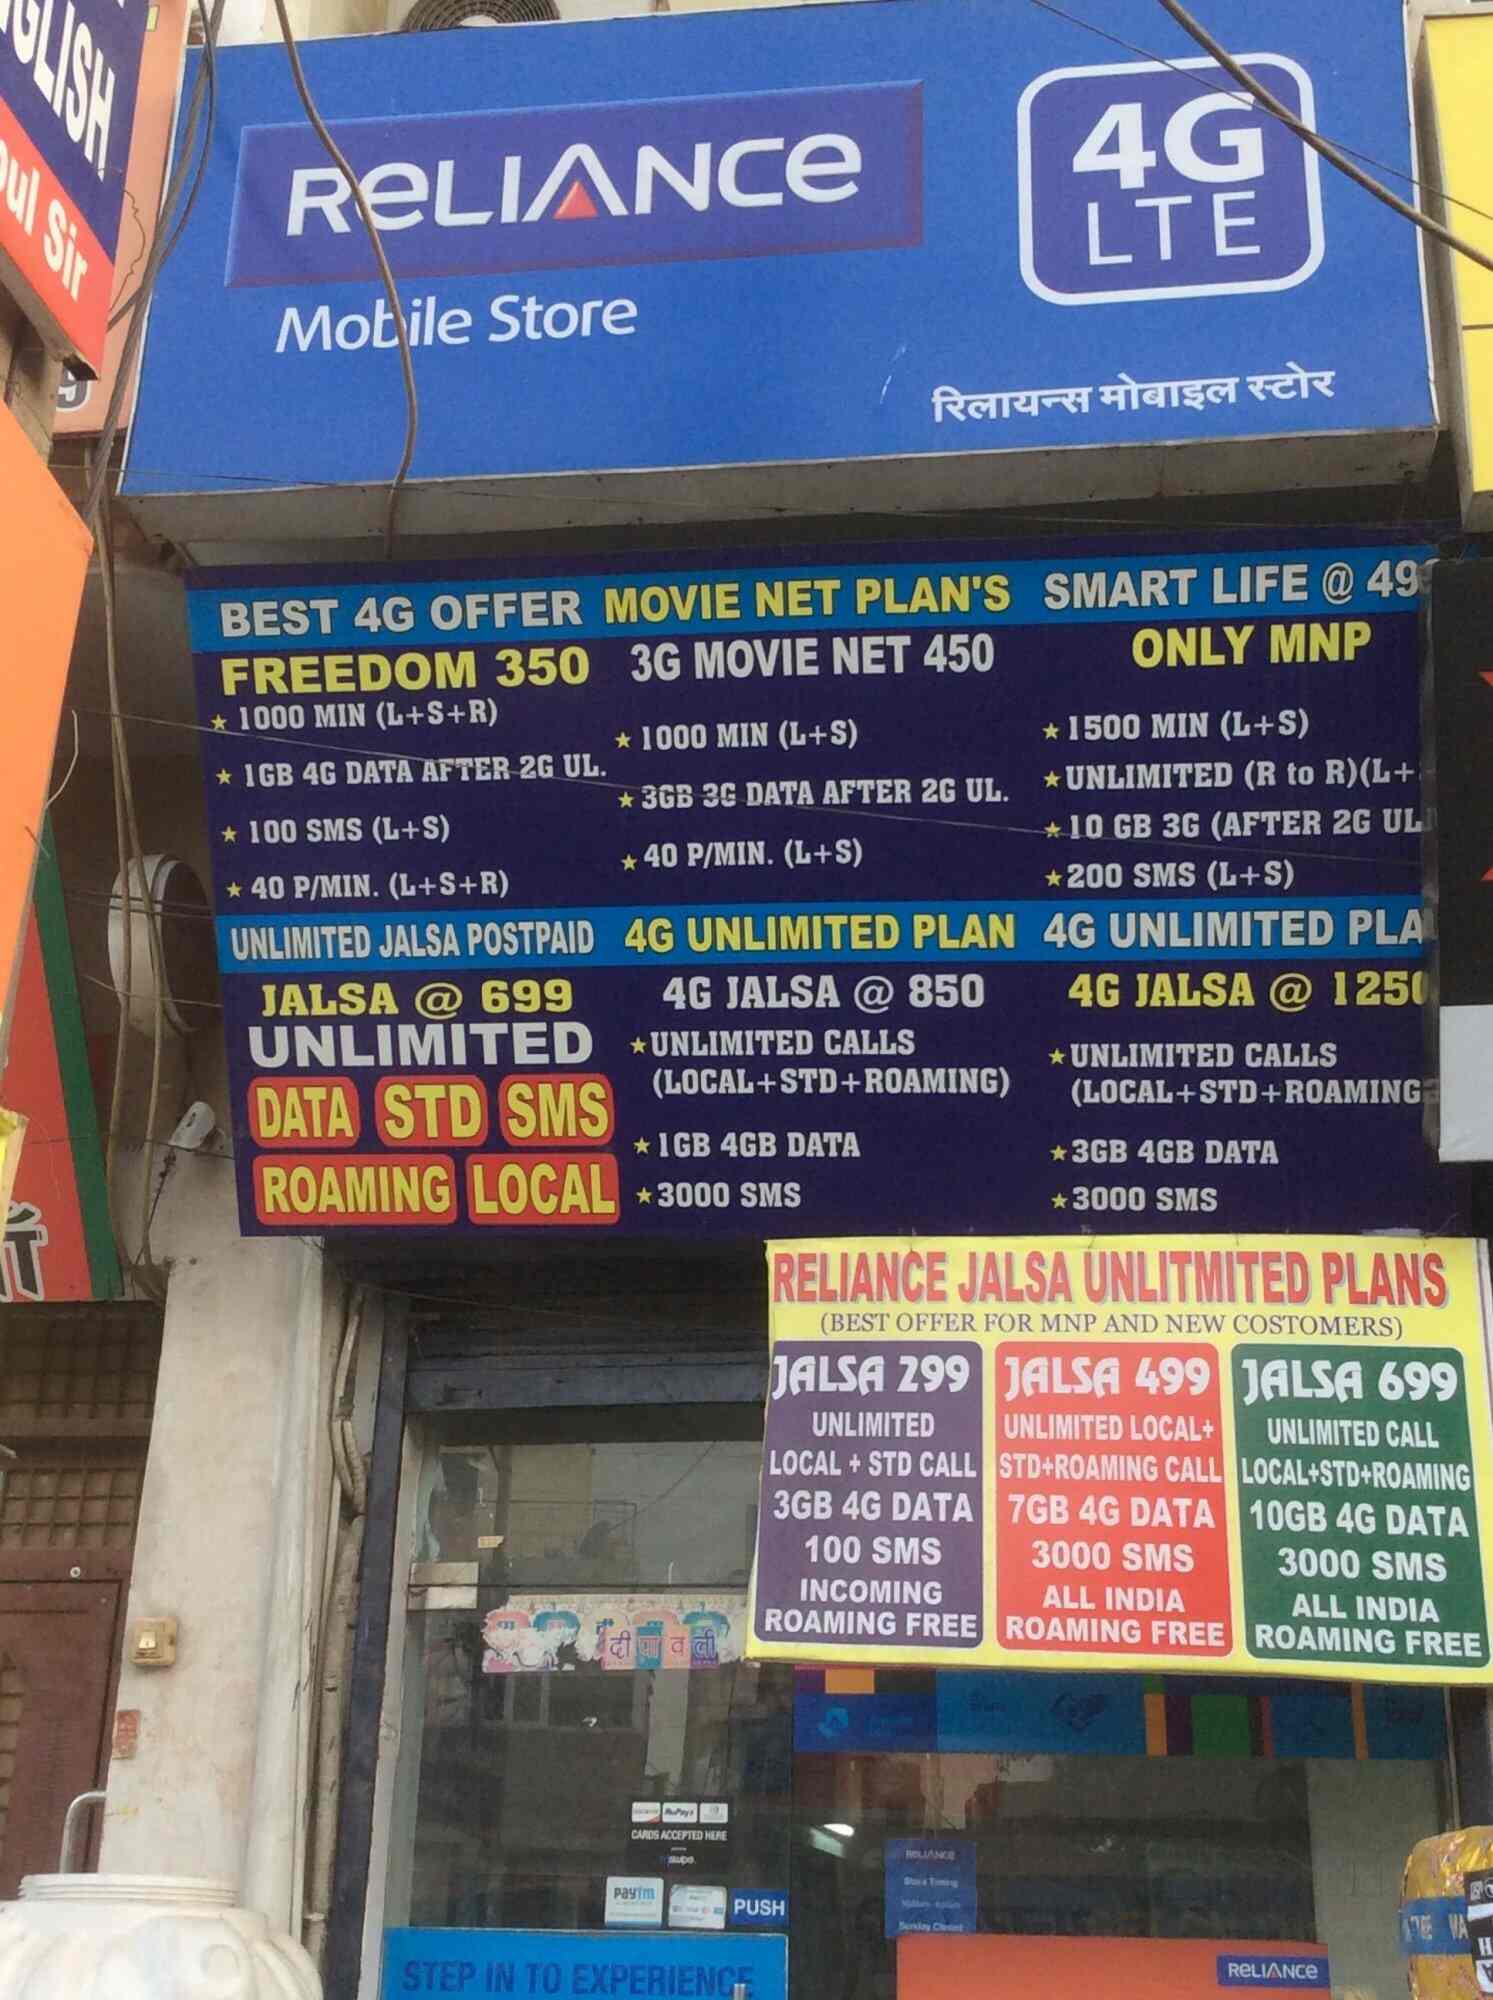 GLISH
oul Sir
RELIANCE
Mobile Store
4G
LTE
रिलायन्स मोबाइल स्टोर
BEST 4G OFFER
FREEDOM 350
★ 1000 MIN (L+S+R)
★ 1GB 4G DATA AFTER 2G UL.
★ 100 SMS (L+S)
★ 40 P/MIN. (L+S+R)
MOVIE NET PLAN'S
3G MOVIE NET 450
★ 1000 MIN (L+S)
★ 3GB 3G DATA AFTER 2G UL.
★ 40 P/MIN. (L+S)
SMART LIFE @ 49
ONLY MNP
★ 1500 MIN (L+S)
★ UNLIMITED (R to R)(L+
★ 10 GB 3G (AFTER 2G UL
★ 200 SMS (L+S)
UNLIMITED JALSA POSTPAID
JALSA @ 699
UNLIMITED
DATA STD SMS
ROAMING LOCAL
4G UNLIMITED PLAN
4G JALSA @ 850
★ UNLIMITED CALLS
(LOCAL+STD+ROAMING)
★ 1GB 4GB DATA
★ 3000 SMS
4G UNLIMITED PLA
4G JALSA @ 1250
★ UNLIMITED CALLS
(LOCAL+STD+ROAMING
★ 3GB 4GB DATA
★ 3000 SMS
RELIANCE JALSA UNLITMITED PLANS
(BEST OFFER FOR MNP AND NEW COSTOMERS)
JALSA 299
UNLIMITED
LOCAL + STD CALL
3GB 4G DATA
100 SMS
INCOMING
ROAMING FREE
JALSA 499
UNLIMITED LOCAL+
STD+ROAMING CALL
7GB 4G DATA
3000 SMS
ALL INDIA
ROAMING FREE
JALSA 699
UNLIMITED CALL
LOCAL+STD+ROAMING
10GB 4G DATA
3000 SMS
ALL INDIA
ROAMING FREE
RuPay
CARDS ACCEPTED HERE
Paytm
PUSH
RELIANCE
Store Timing
Sunday Closed
STEP IN TO EXPERIENCE
RELIANCE